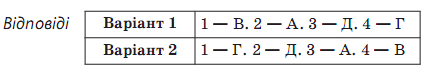 Відповіді Варіант 1 1 — В. 2 — А. 3 — Д. 4 — Г
Варіант 2 1 — Г. 2 — Д. 3 — А. 4 — В